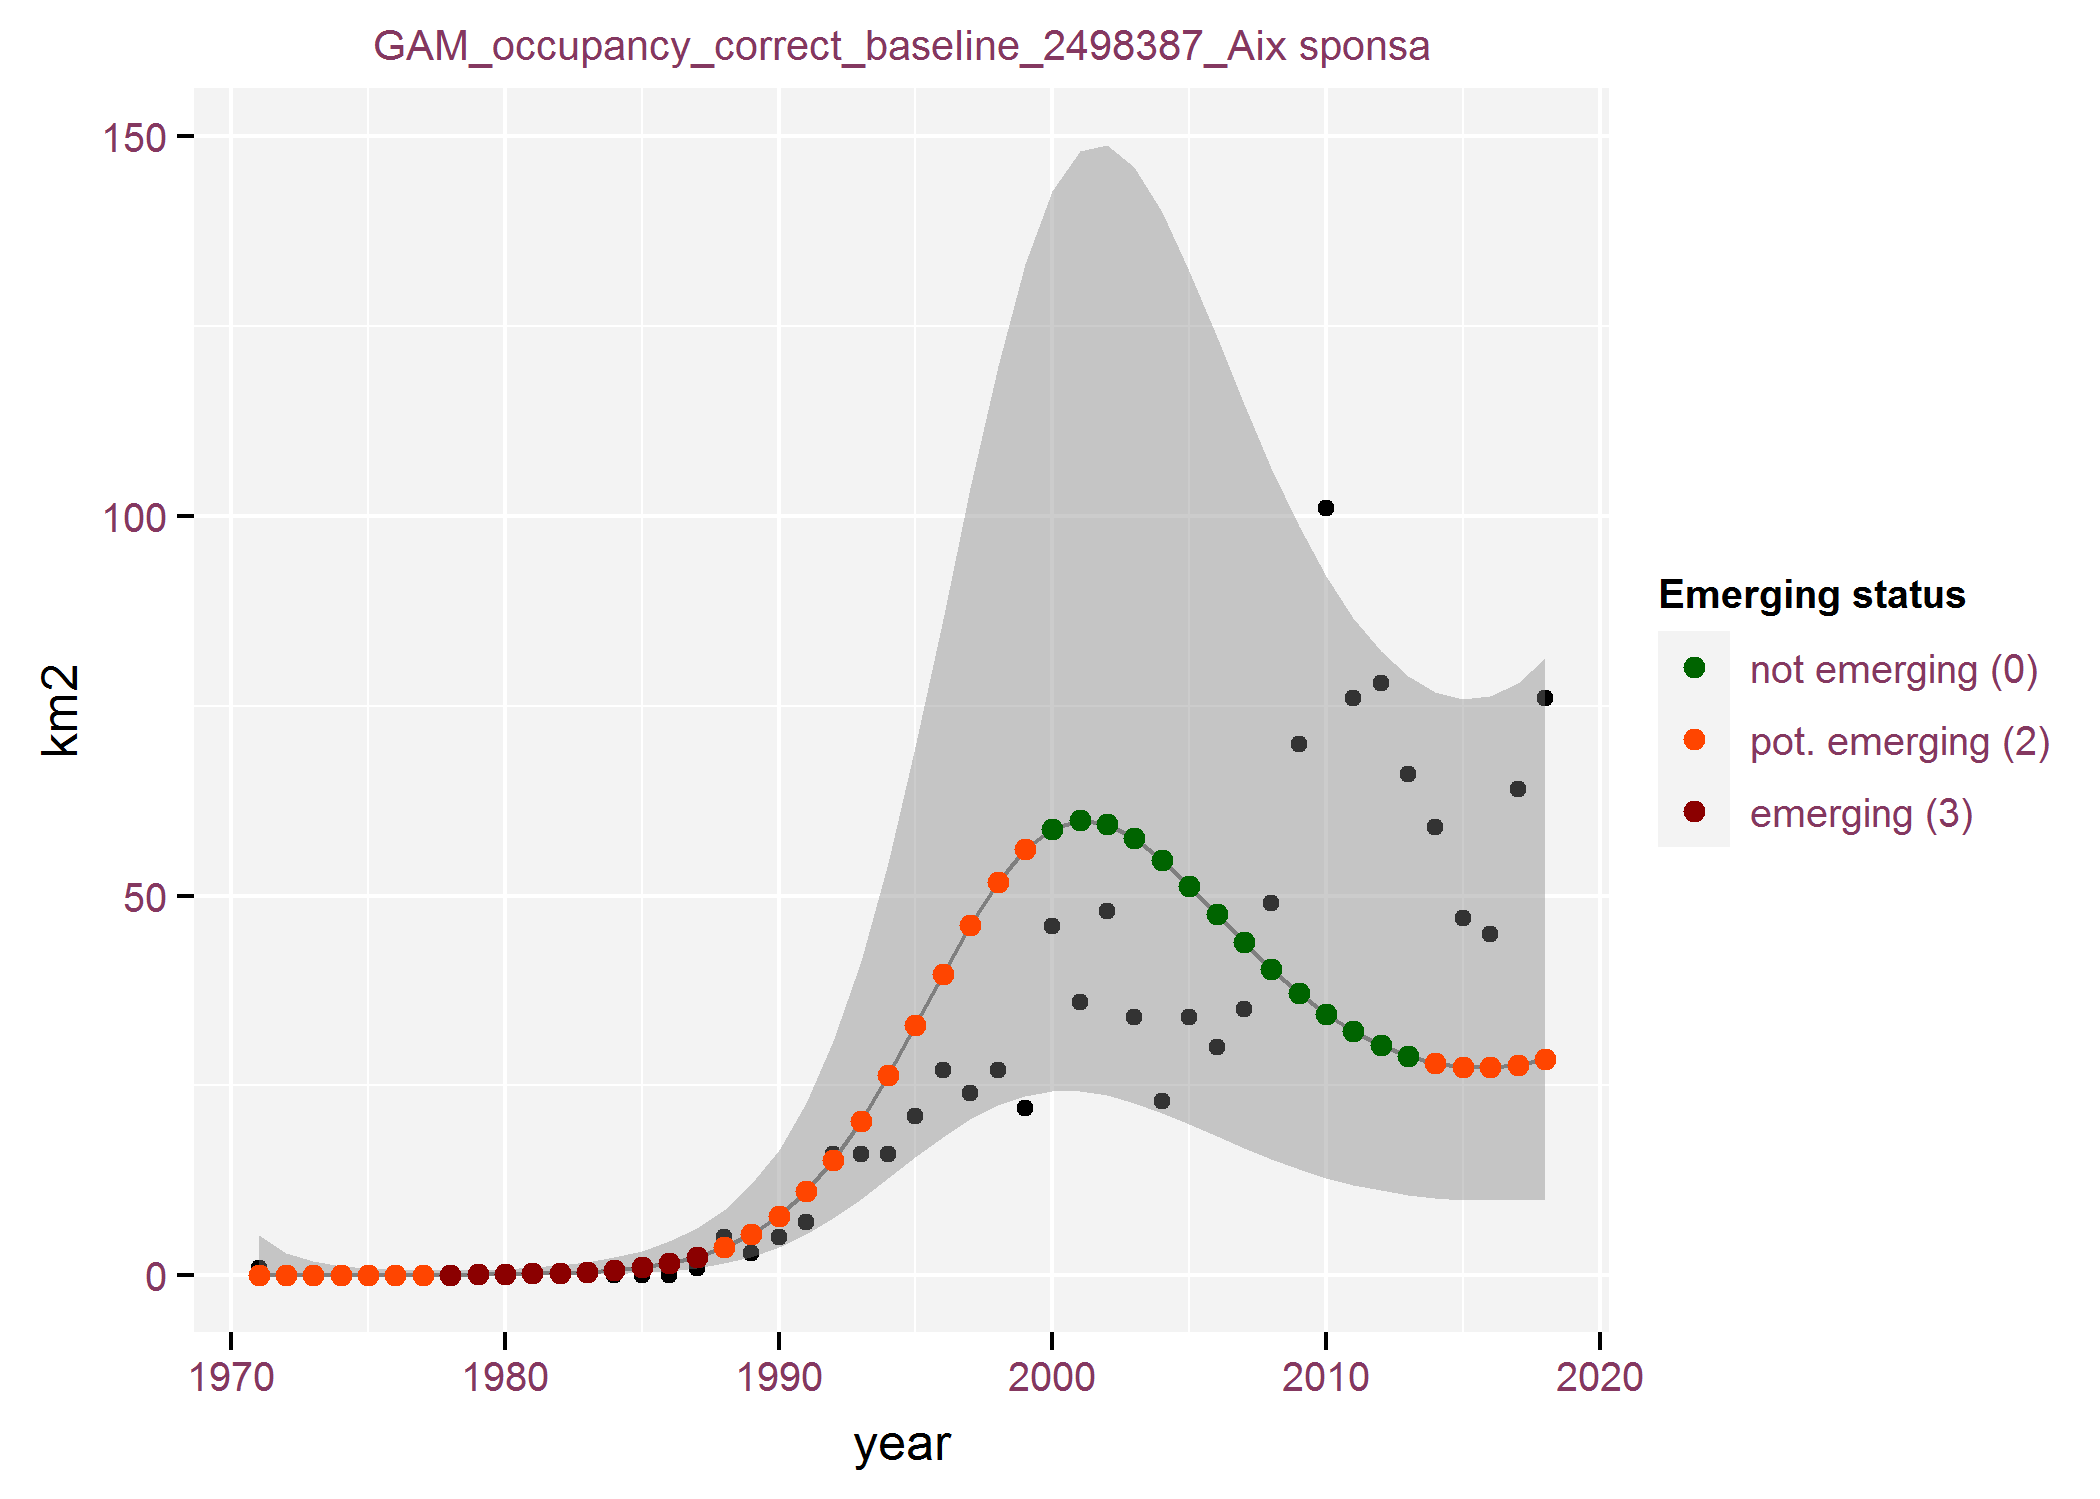 GAM_occupancy_correct_baseline_2498387_Aix sponsa
150
100
50
0
km2
1970 1980 1990 2000 2010 2020
year
Emerging status
not emerging (0)
pot. emerging (2)
emerging (3)